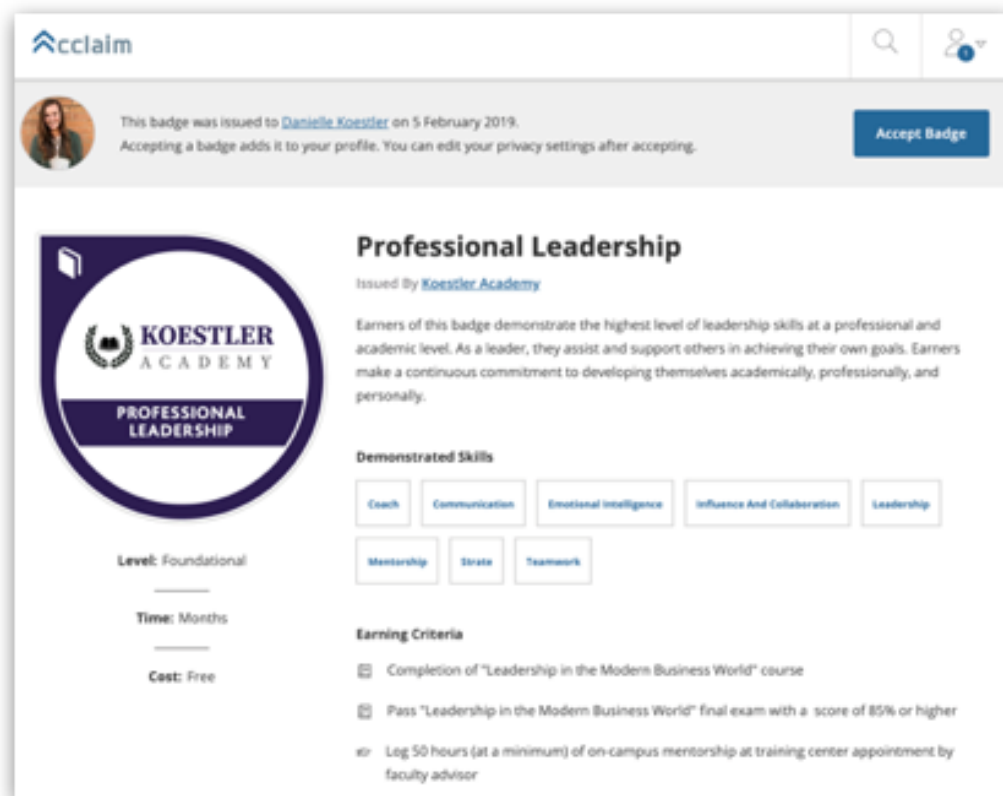 Acclaim
1
This badge was issued to Danielle Koestler on 5 February 2019.
Accepting a badge adds it to your profile. You can edit your privacy settings after accepting.
Accept Badge
KOESTLER
ACADEMY
PROFESSIONAL
LEADERSHIP
Level: Foundational
Time: Months
Cost: Free
Professional Leadership
Issued By Koestler Academy
Earners of this badge demonstrate the highest level of leadership skills at a professional and
academic level. As a leader, they assist and support others in achieving their own goals. Earners
make a continuous commitment to developing themselves academically, professionally, and
personally.
Demonstrated Skills
Coach Communication Emotional Intelligence Influence And Collaboration Leadership
Mentorship Strate Teamwork
Earning Criteria
Completion of "Leadership in the Modern Business World" course
Pass "Leadership in the Modern Business World" final exam with a score of 85% or higher
Log 50 hours (at a minimum) of on-campus mentorship at training center appointment by
faculty advisor